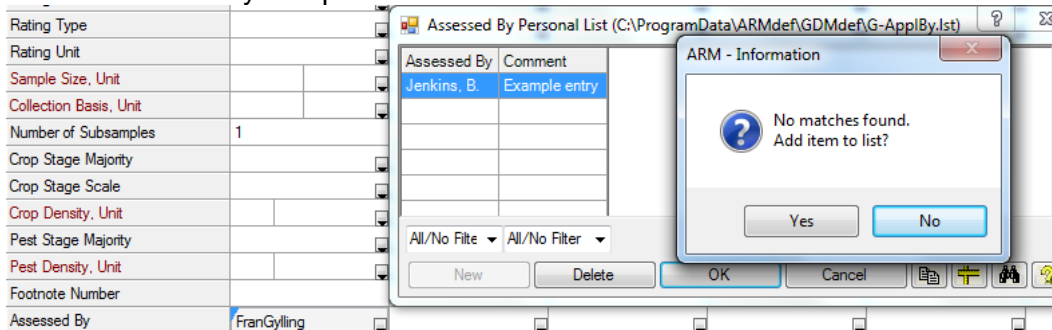 Rating Type
Rating Unit
Sample Size, Unit
Collection Basis, Unit
Number of Subsamples 1
Crop Stage Majority
Crop Stage Scale
Crop Density, Unit
Pest Stage Majority
Pest Density, Unit
Footnote Number
Assessed By FranGylling
Assessed By Personal List (C:\ProgramData\ARMdef\GDMdef\G-ApplBy.lst)
Assessed By Comment
Jenkins, B. Example entry
All/No Filte All/No Filter
New Delete OK Cancel
ARM - Information
No matches found.
Add item to list?
Yes No